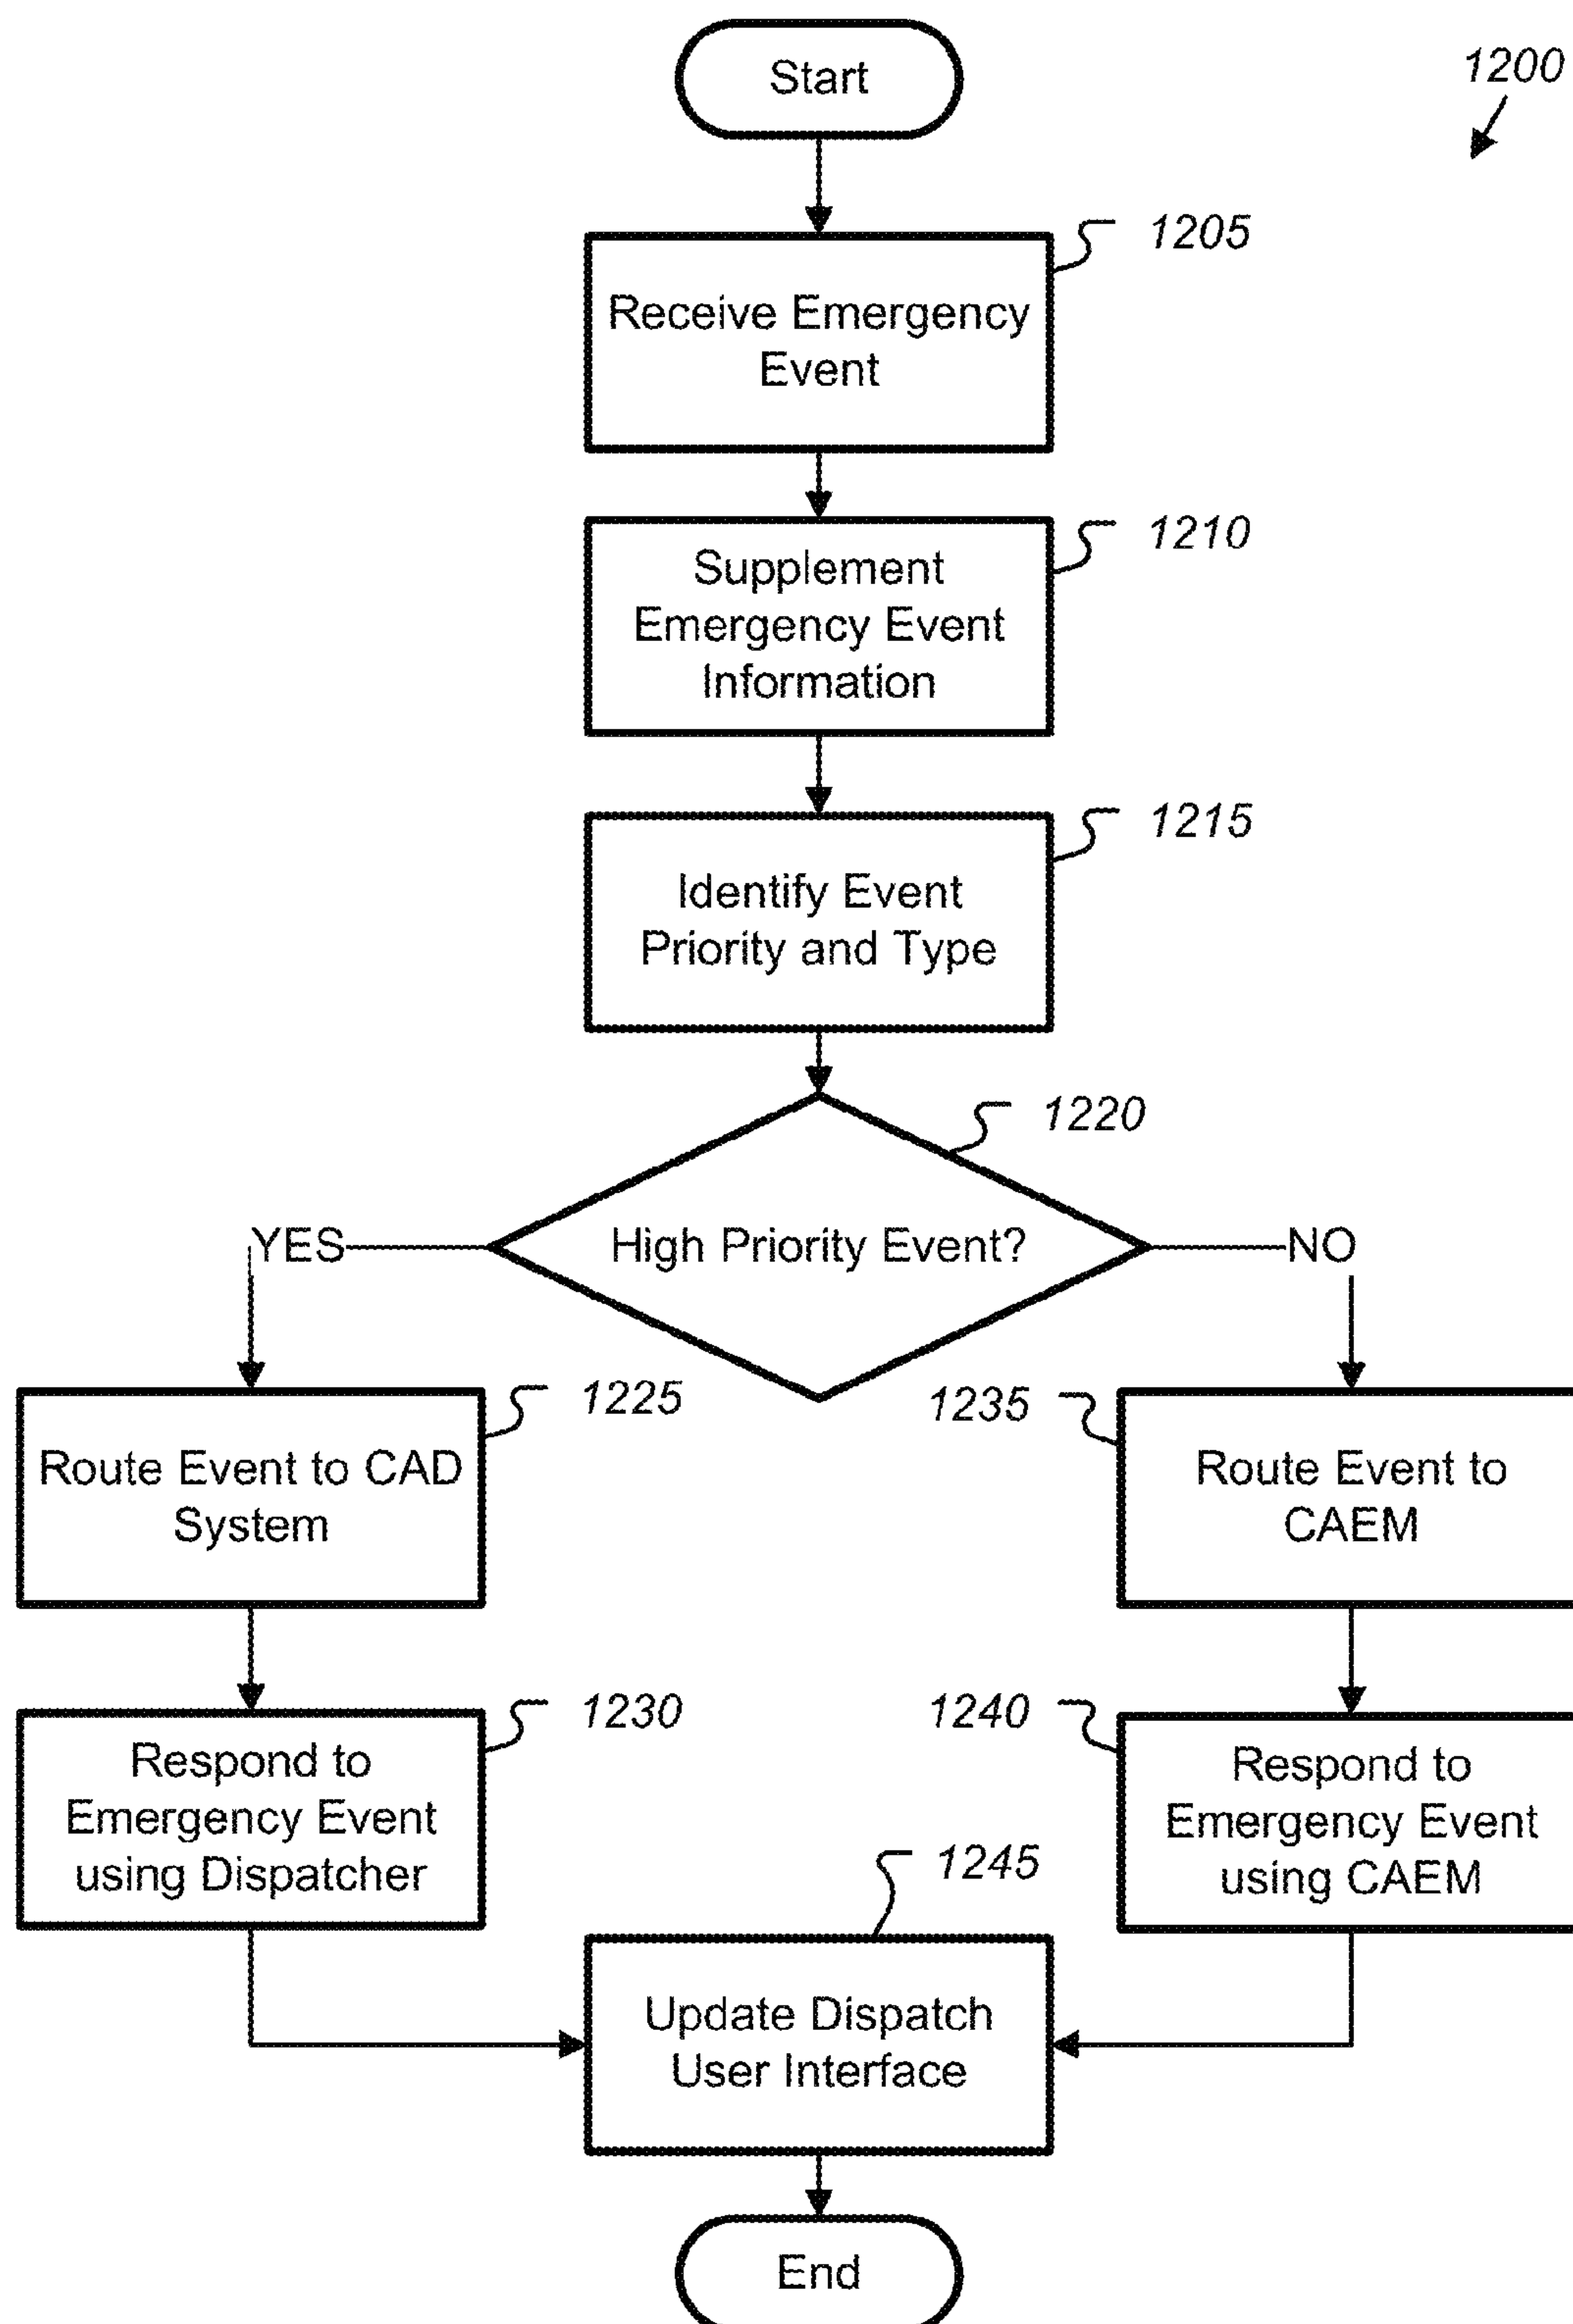 Start
1200
1205
Receive Emergency
Event
1210
Supplement
Emergency Event
Information
1215
Identify Event
Priority and Type
1220
YES
High Priority Event?
NO
1225
Route Event to CAD
System
1235
Route Event to
CAEM
1230
Respond to
Emergency Event
using Dispatcher
1240
Respond to
Emergency Event
using CAEM
1245
Update Dispatch
User Interface
End